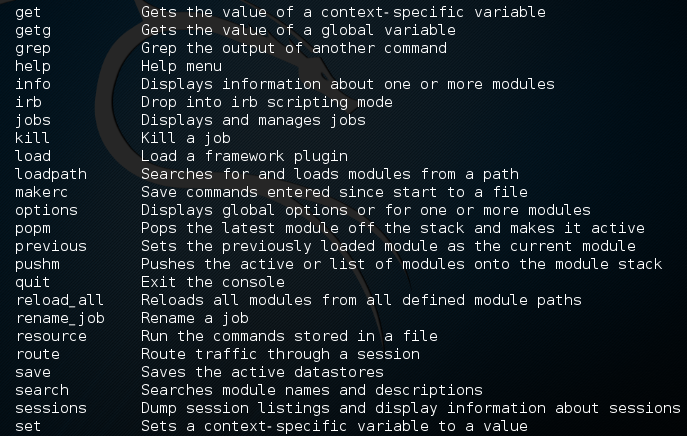 get Gets the value of a context-specific variable
getg Gets the value of a global variable
grep Grep the output of another command
help Help menu
info Displays information about one or more modules
irb Drop into irb scripting mode
jobs Displays and manages jobs
kill Kill a job
load Load a framework plugin
loadpath Searches for and loads modules from a path
makerc Save commands entered since start to a file
options Displays global options or for one or more modules
popm Pops the latest module off the stack and makes it active
previous Sets the previously loaded module as the current module
pushm Pushes the active or list of modules onto the module stack
quit Exit the console
reload_all Reloads all modules from all defined module paths
rename_job Rename a job
resource Run the commands stored in a file
route Route traffic through a session
save Saves the active datastores
search Searches module names and descriptions
sessions Dump session listings and display information about sessions
set Sets a context-specific variable to a value